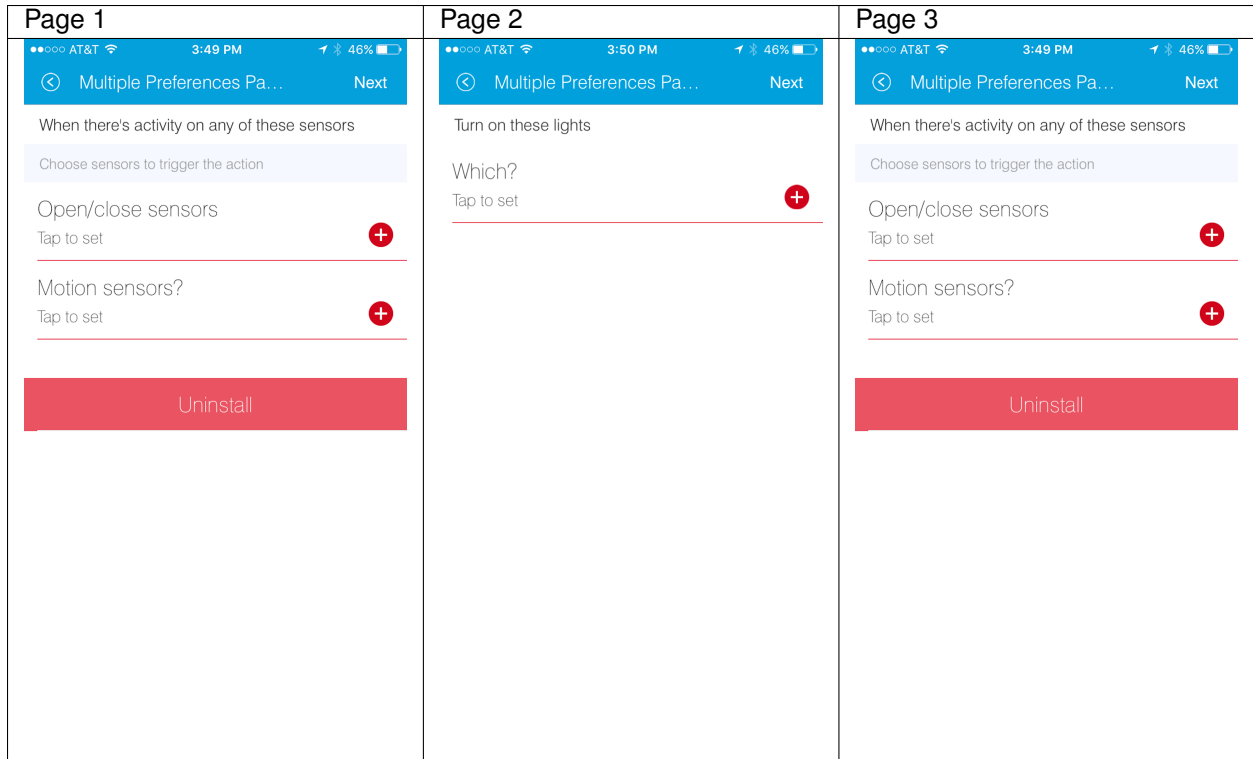 Page 1
Page 2
Page 3
AT&T 3:49 PM 46%
Multiple Preferences Pa... Next
When there's activity on any of these sensors
Choose sensors to trigger the action
Open/close sensors
Tap to set
Motion sensors?
Tap to set
Uninstall
AT&T 3:50 PM 46%
Multiple Preferences Pa... Next
Turn on these lights
Which?
Tap to set
AT&T 3:49 PM 46%
Multiple Preferences Pa... Next
When there's activity on any of these sensors
Choose sensors to trigger the action
Open/close sensors
Tap to set
Motion sensors?
Tap to set
Uninstall